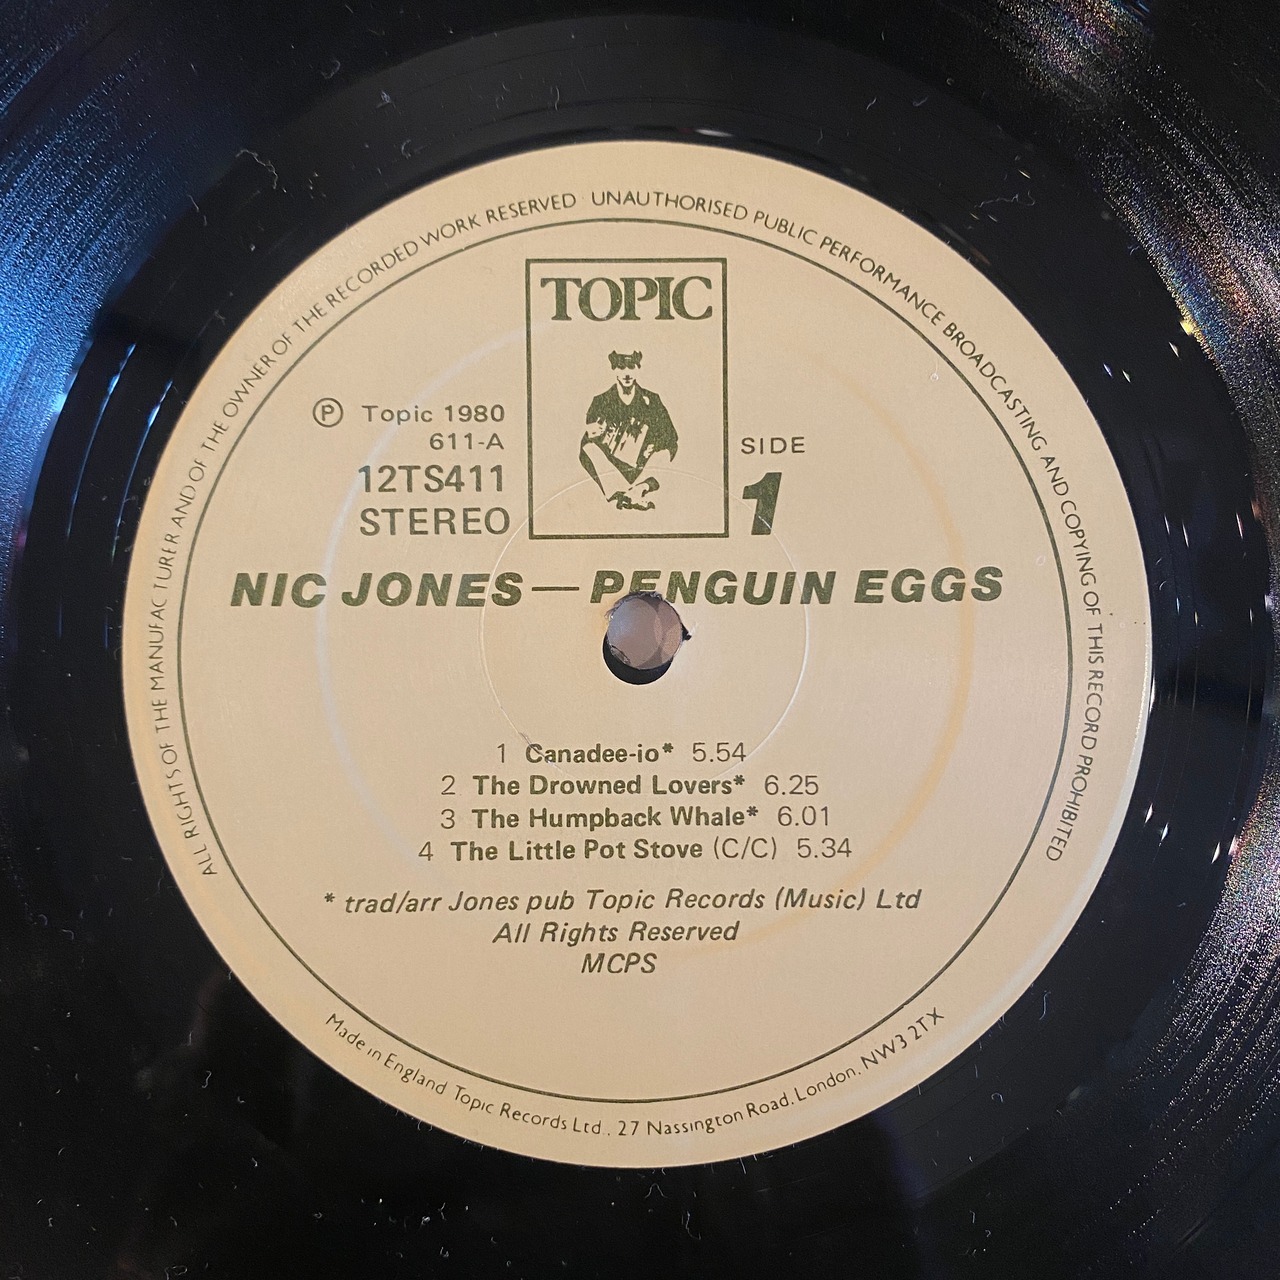 ALL RIGHTS OF THE MANUFACTURER AND OF THE OWNER OF THE RECORDED WORK RESERVED UNAUTHORISED PUBLIC PERFORMANCE BROADCASTING AND COPYING OF THIS RECORD PROHIBITED
TOPIC
Ⓟ Topic 1980
611-A
12TS411
STEREO
SIDE
1
NIC JONES — PENGUIN EGGS
1 Canadee-io* 5.54
2 The Drowned Lovers* 6.25
3 The Humpback Whale* 6.01
4 The Little Pot Stove (C/C) 5.34
* trad/arr Jones pub Topic Records (Music) Ltd
All Rights Reserved
MCPS
Made in England Topic Records Ltd., 27 Nassington Road, London, NW3 2TX